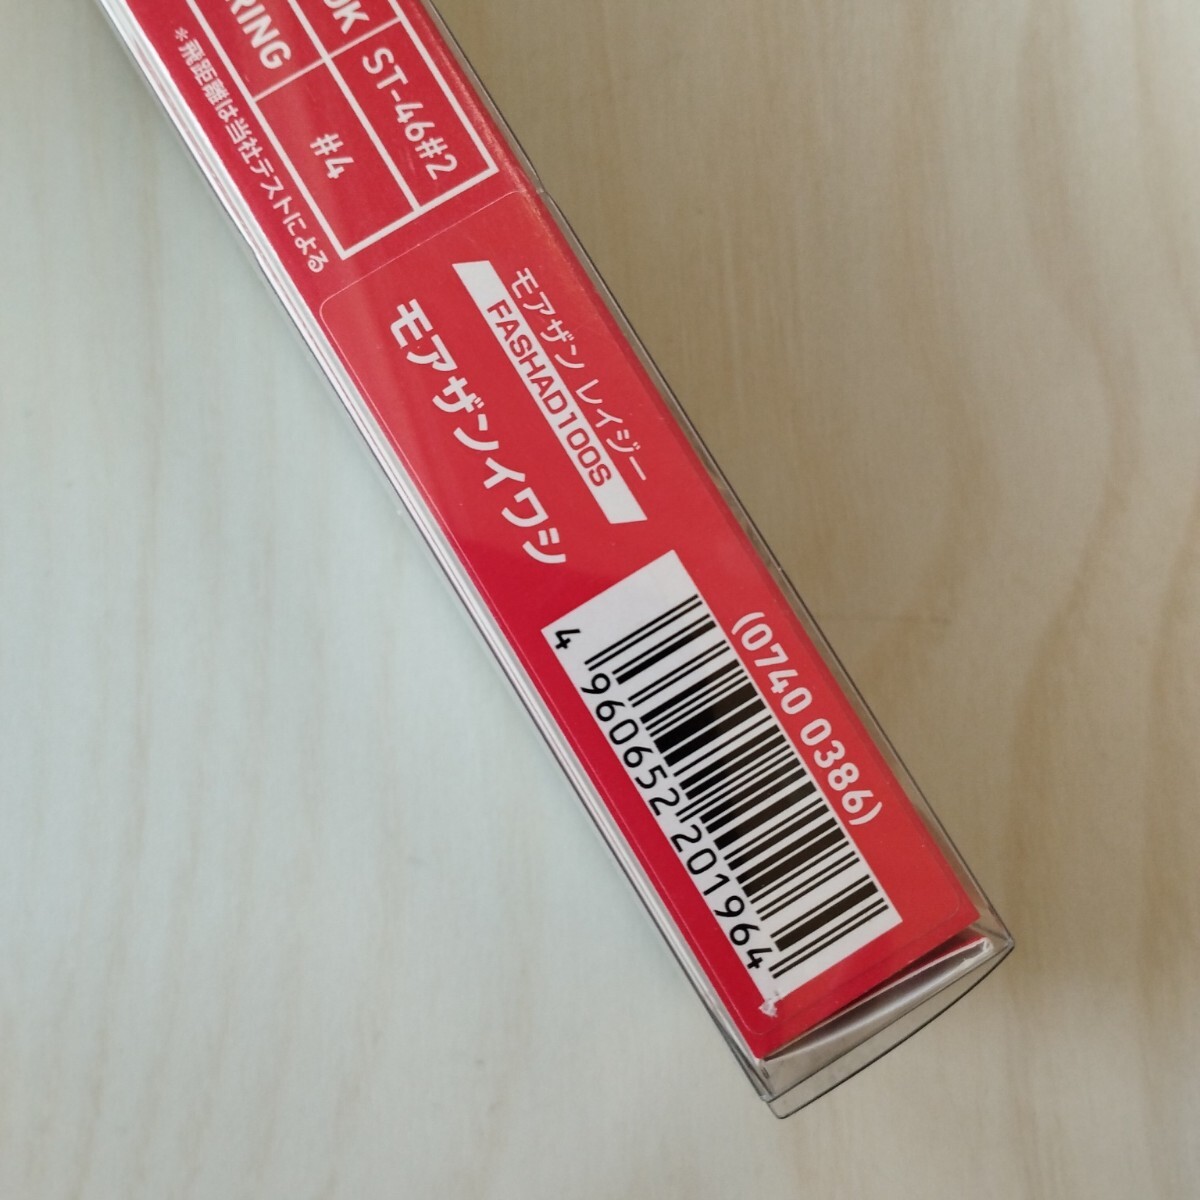 OK ST-46#2
RING #4
*飛距離は当社テストによる
モアザン レイジー
FASHAD100S
モアザンイワシ
(0740 0386)
4 960652 201964